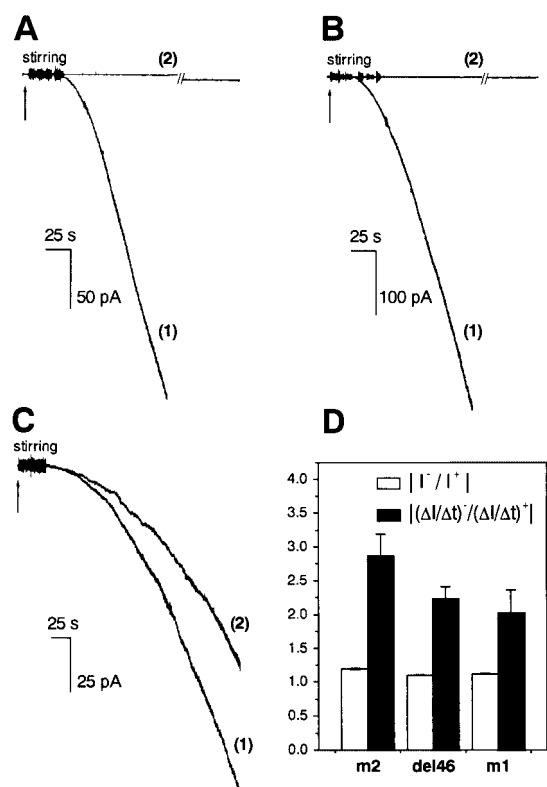 A
stirring
(2)
25 s
50 pA
(1)
B
stirring
(2)
25 s
100 pA
(1)
C
stirring
25 s
25 pA
(2)
(1)
D
| I⁻ / I⁺ |
|(ΔI/Δt)⁻/(ΔI/Δt)⁺|
4.0
3.5
3.0
2.5
2.0
1.5
1.0
0.5
0.0
m2 del46 m1